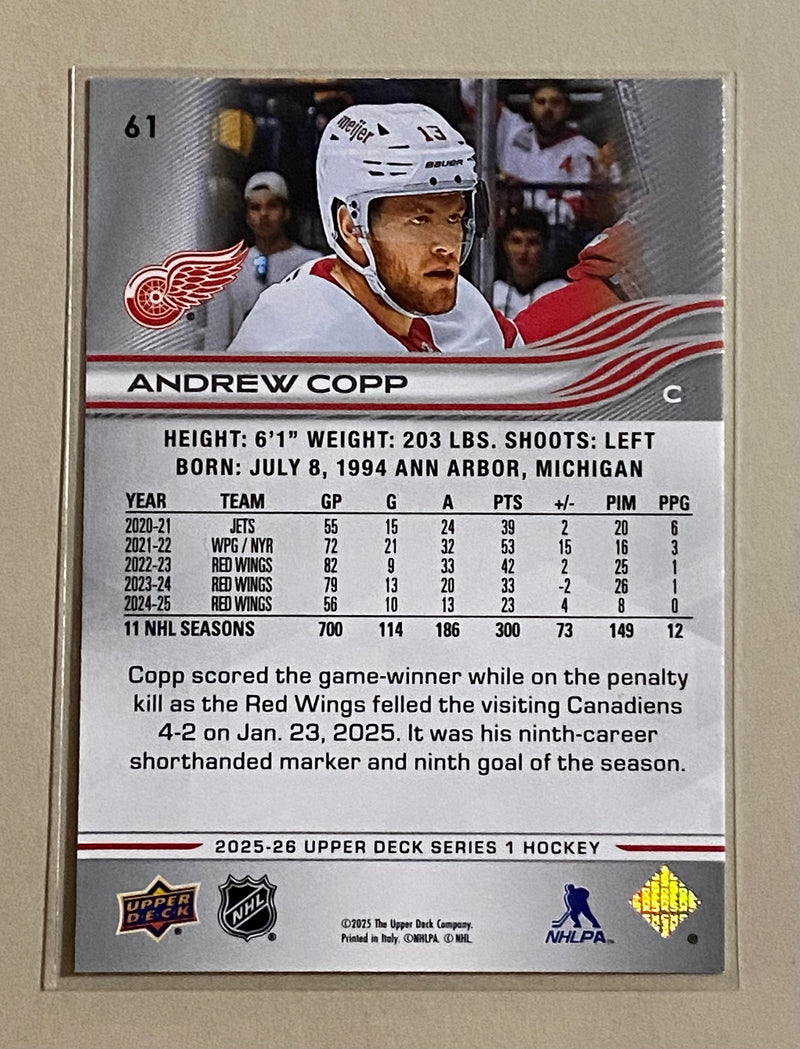 61
meijer
13
BAUER
A
ANDREW COPP
C
HEIGHT: 6'1" WEIGHT: 203 LBS. SHOOTS: LEFT
BORN: JULY 8, 1994 ANN ARBOR, MICHIGAN
YEAR TEAM GP G A PTS +/- PIM PPG
2020-21 JETS 55 15 24 39 2 20 6
2021-22 WPG / NYR 72 21 32 53 15 16 3
2022-23 RED WINGS 82 9 33 42 2 25 1
2023-24 RED WINGS 79 13 20 33 -2 26 1
2024-25 RED WINGS 56 10 13 23 4 8 0
11 NHL SEASONS 700 114 186 300 73 149 12
Copp scored the game-winner while on the penalty
kill as the Red Wings felled the visiting Canadiens
4-2 on Jan. 23, 2025. It was his ninth-career
shorthanded marker and ninth goal of the season.
2025-26 UPPER DECK SERIES 1 HOCKEY
UPPER DECK
NHL
©2025 The Upper Deck Company.
Printed in Italy. ©NHLPA. © NHL
NHLPA